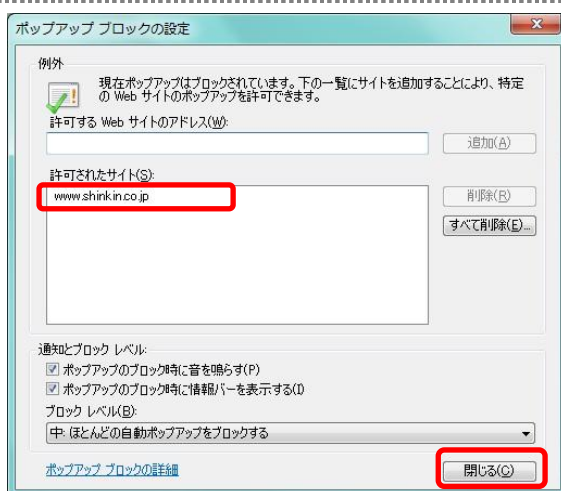 ポップアップ ブロックの設定
例外
現在ポップアップはブロックされています。下の一覧にサイトを追加することにより、特定
の Web サイトのポップアップを許可できます。
許可する Web サイトのアドレス(W):
追加(A)
許可されたサイト(S):
www.shinkin.co.jp
削除(R)
すべて削除(E)...
通知とブロック レベル:
ポップアップのブロック時に音を鳴らす(P)
ポップアップのブロック時に情報バーを表示する(I)
ブロック レベル(B):
中: ほとんどの自動ポップアップをブロックする
ポップアップ ブロックの詳細
閉じる(C)